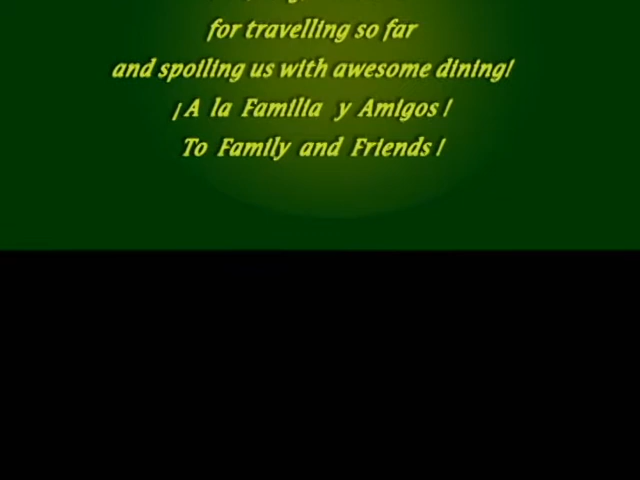 for travelling so far
and spoiling us with awesome dining!
¡A la Familia y Amigos!
To Family and Friends!